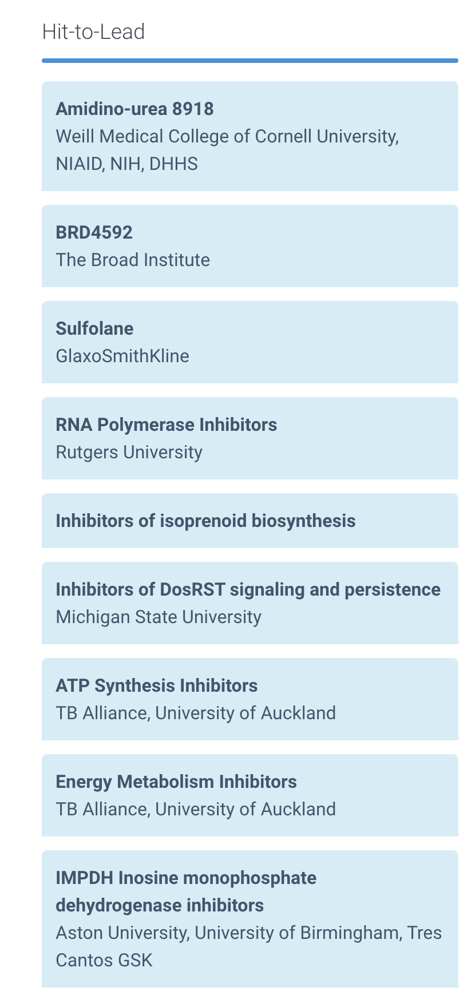 Hit-to-Lead
Amidino-urea 8918
Weill Medical College of Cornell University,
NIAID, NIH, DHHS
BRD4592
The Broad Institute
Sulfolane
GlaxoSmithKline
RNA Polymerase Inhibitors
Rutgers University
Inhibitors of isoprenoid biosynthesis
Inhibitors of DosRST signaling and persistence
Michigan State University
ATP Synthesis Inhibitors
TB Alliance, University of Auckland
Energy Metabolism Inhibitors
TB Alliance, University of Auckland
IMPDH Inosine monophosphate
dehydrogenase inhibitors
Aston University, University of Birmingham, Tres
Cantos GSK